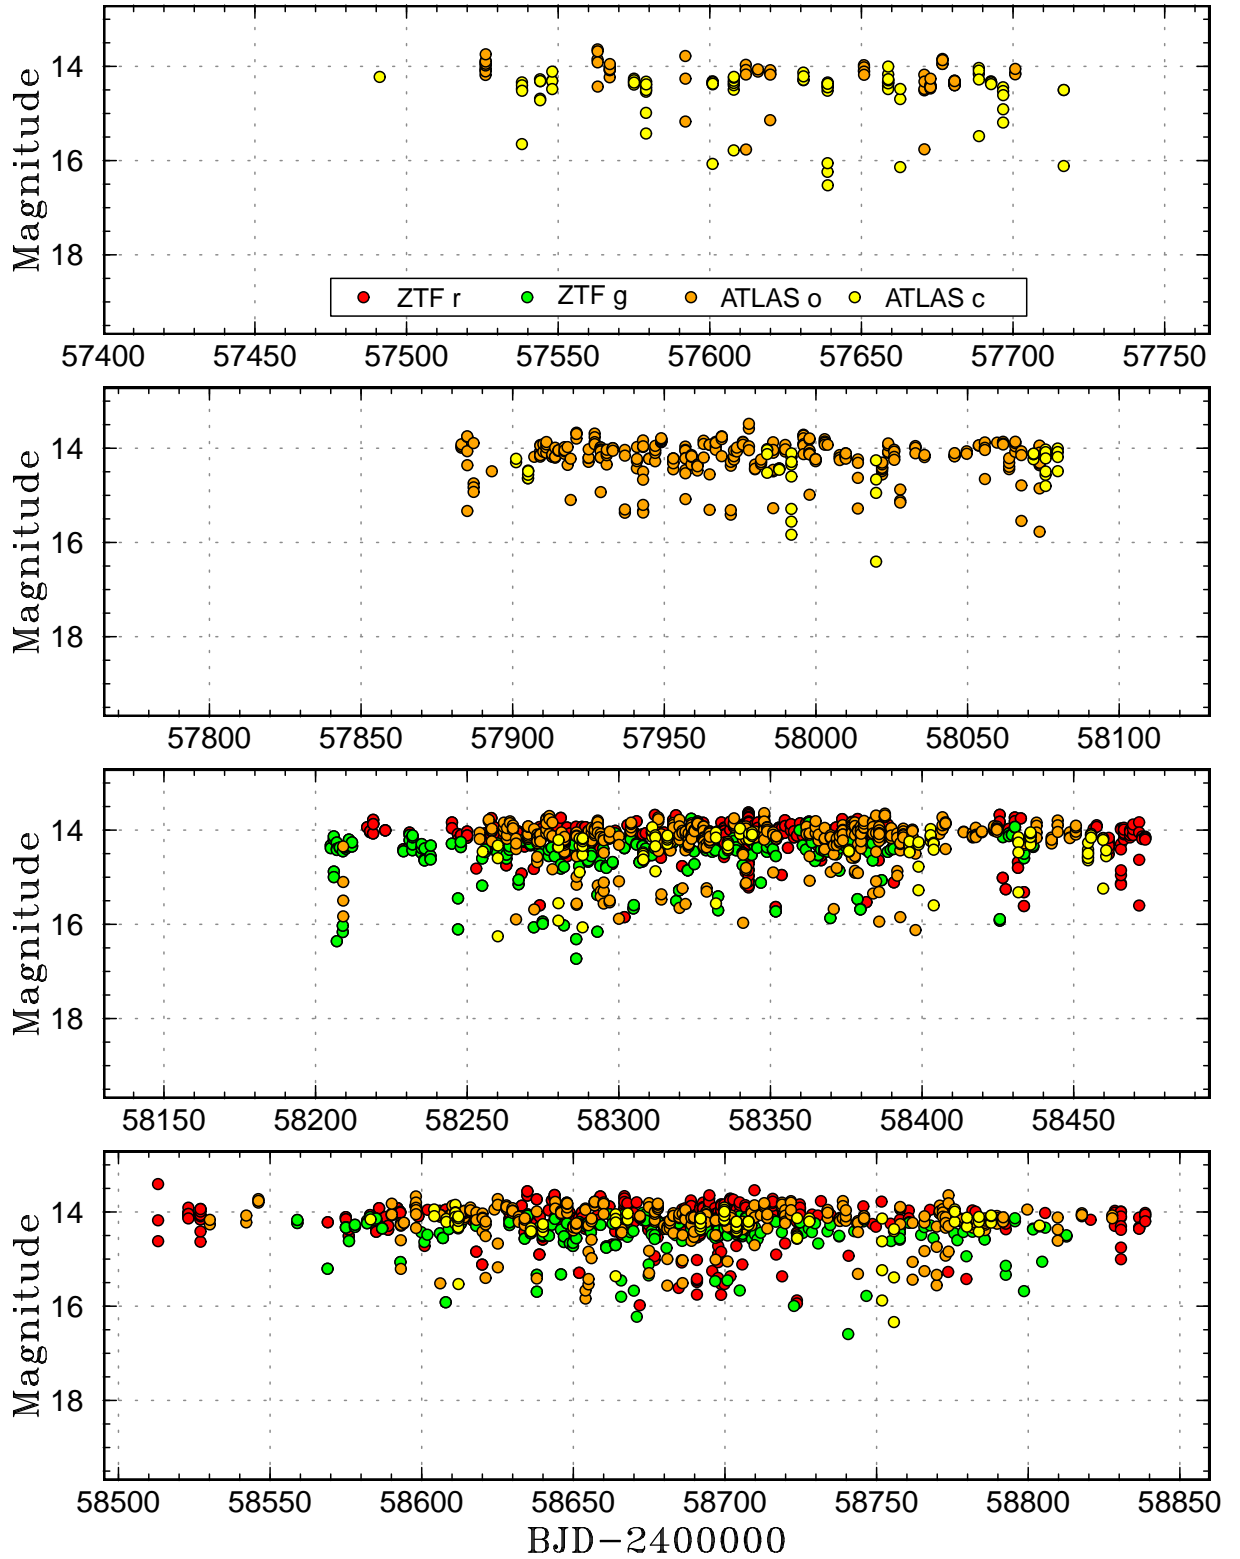 Magnitude
14
16
18
ZTF r ZTF g ATLAS o ATLAS c
57400 57450 57500 57550 57600 57650 57700 57750
Magnitude
14
16
18
57800 57850 57900 57950 58000 58050 58100
Magnitude
14
16
18
58150 58200 58250 58300 58350 58400 58450
Magnitude
14
16
18
58500 58550 58600 58650 58700 58750 58800 58850
BJD-2400000